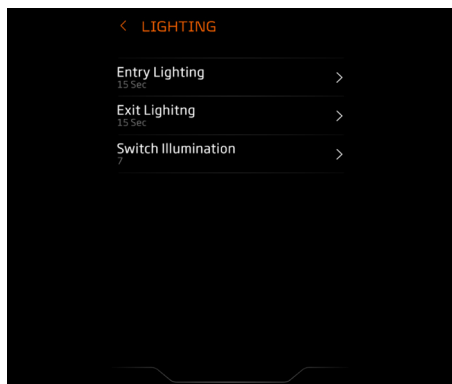 LIGHTING
Entry Lighting
15 Sec
Exit Lighitng
15 Sec
Switch Illumination
7